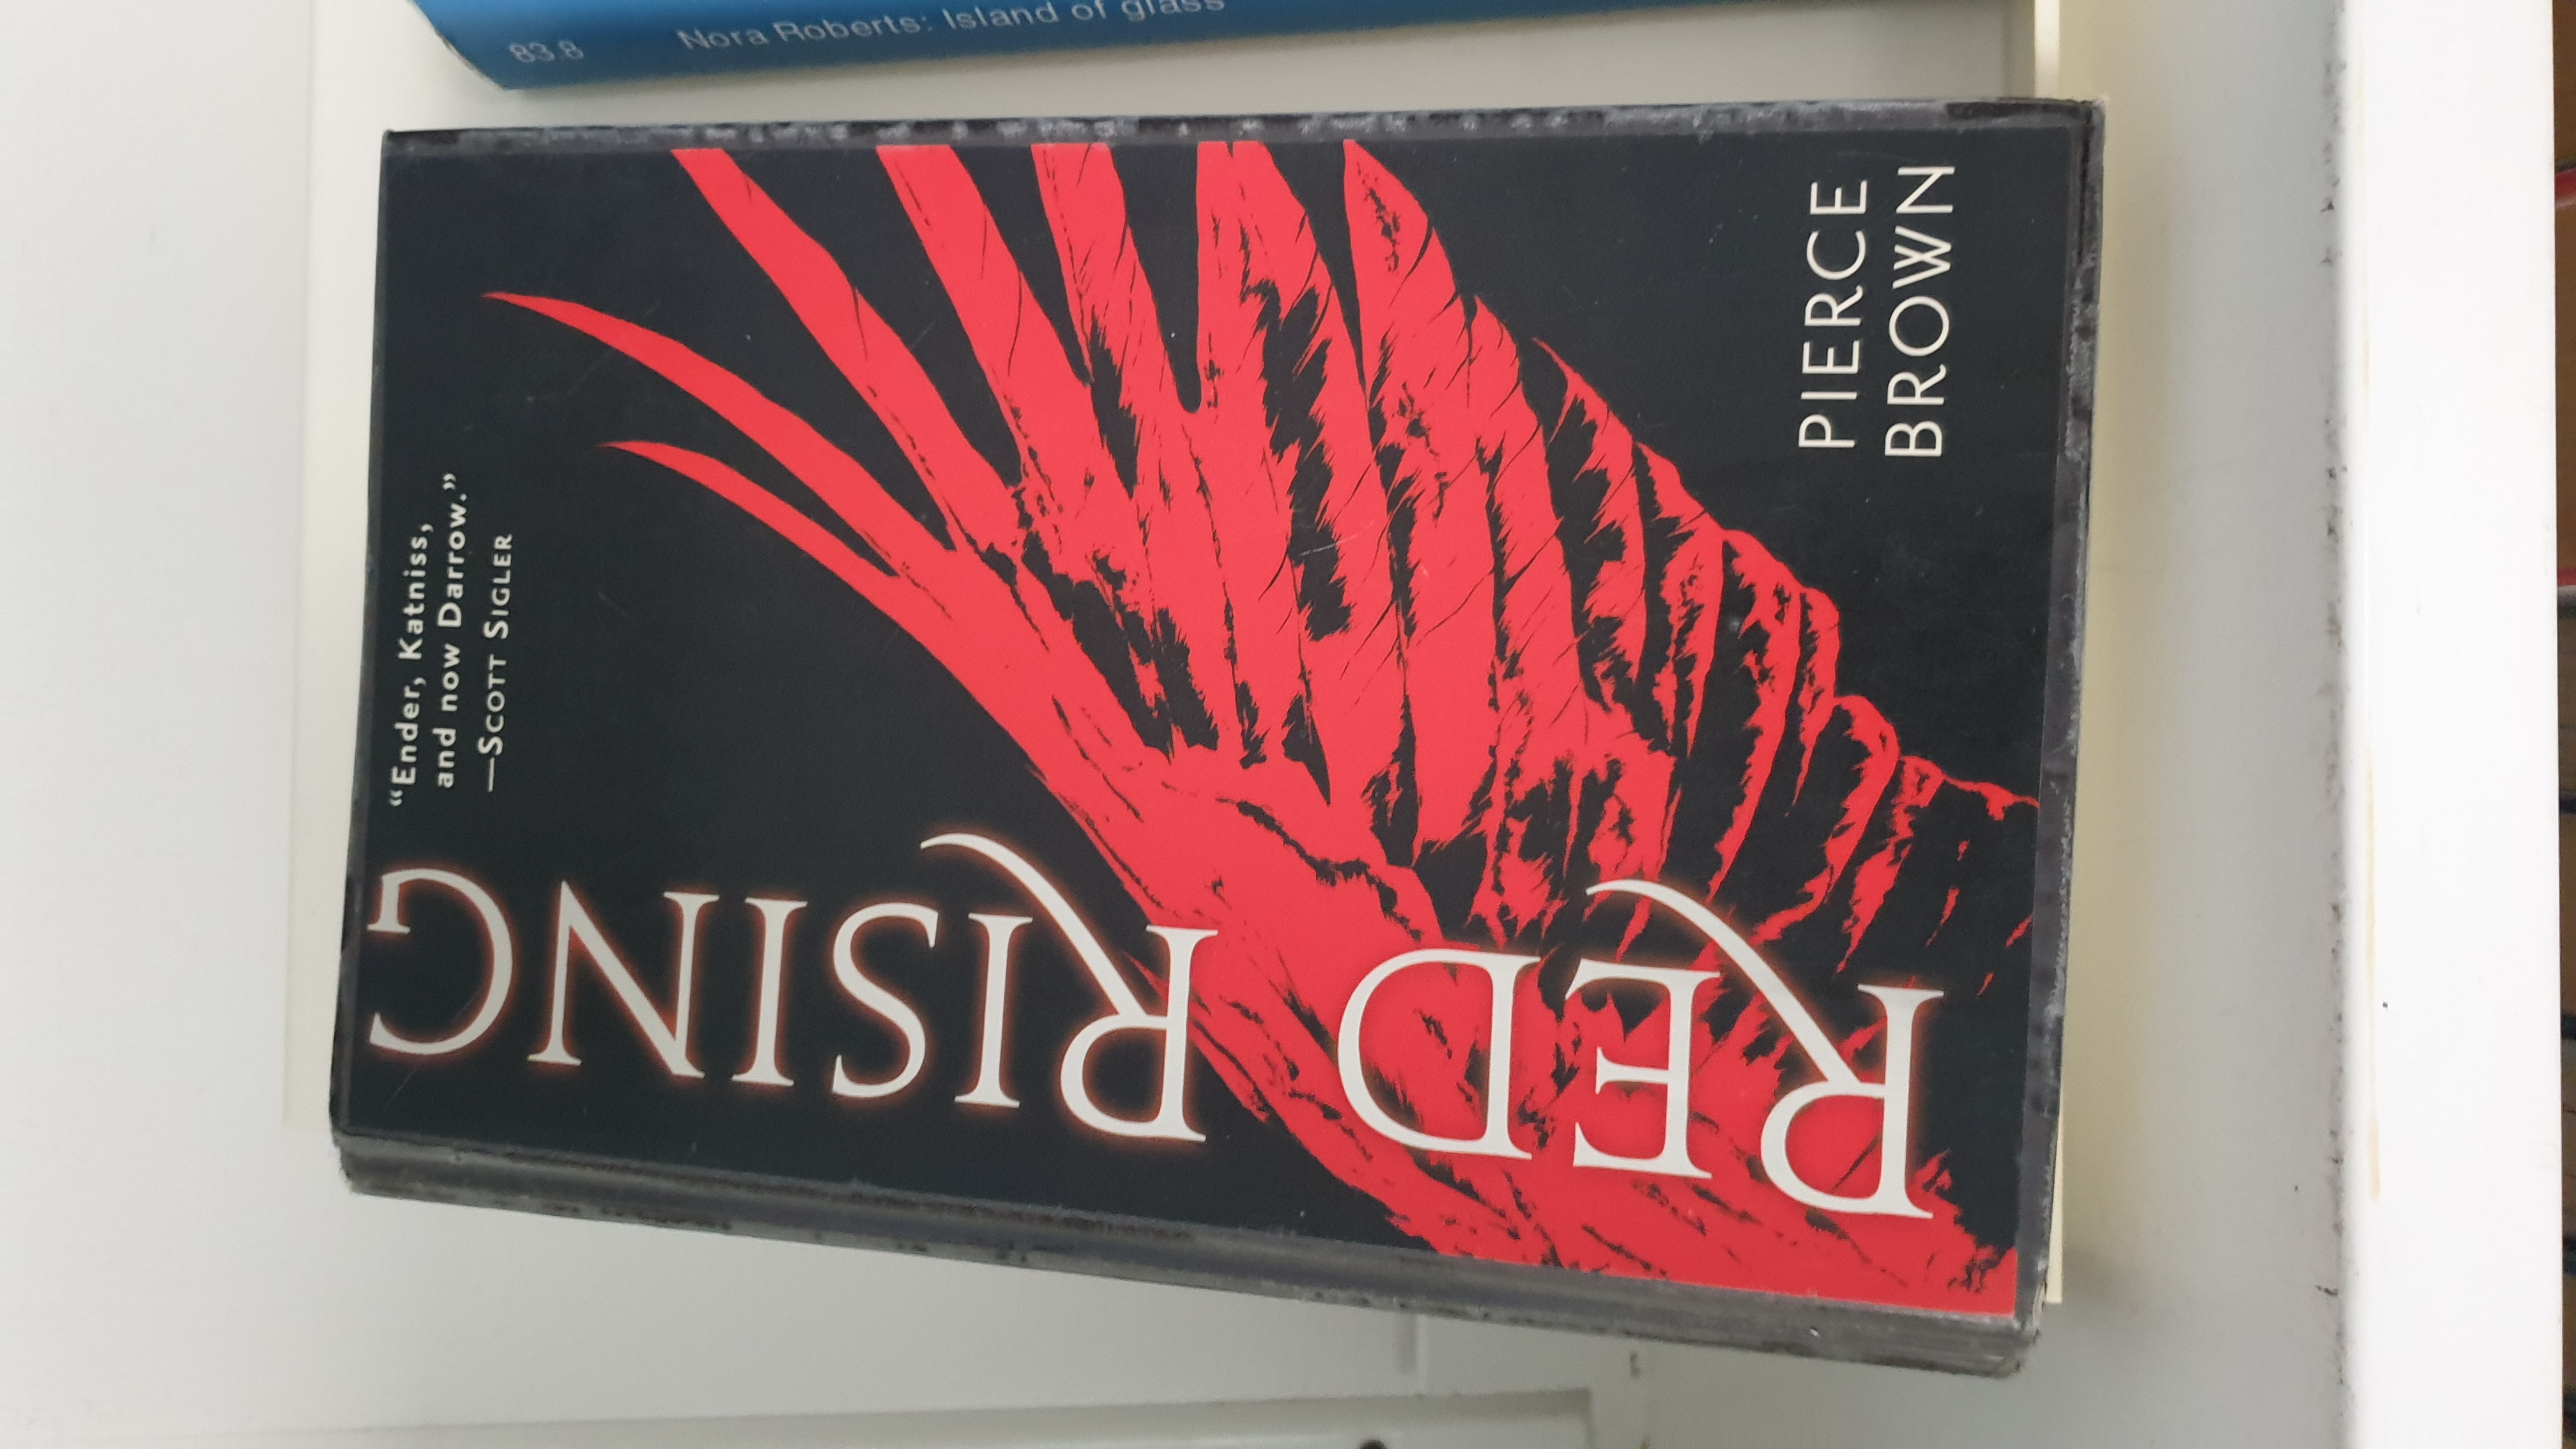 83.8 Nora Roberts: Island of glass
PIERCE
BROWN
"Ender, Katniss,
and now Darrow."
—SCOTT SIGLER
RED RISING